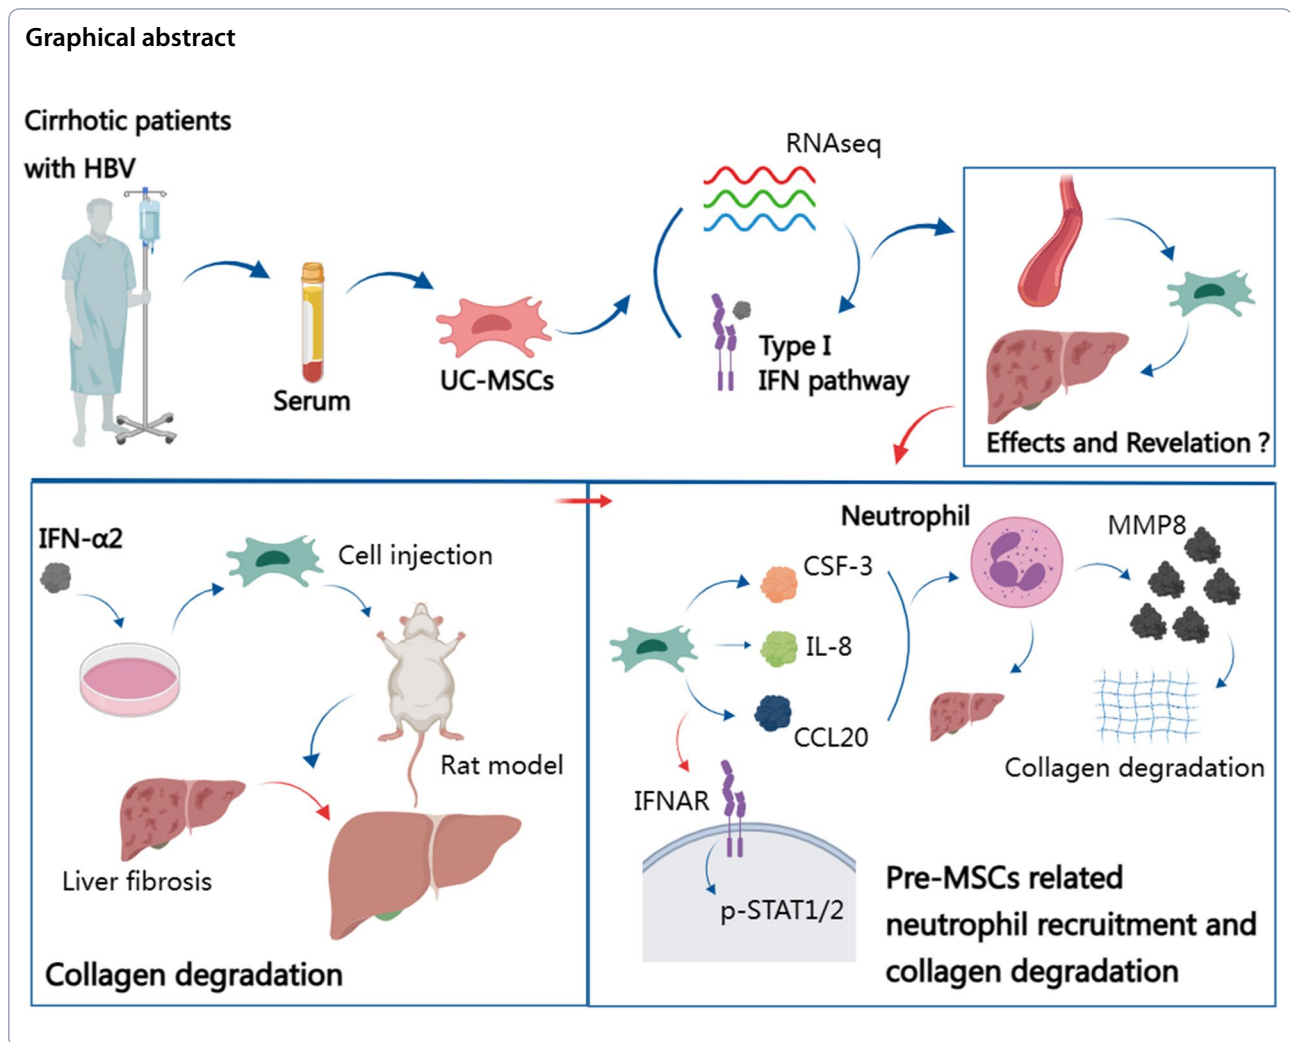 Graphical abstract
Cirrhotic patients
with HBV
Serum
UC-MSCs
RNAseq
Type I
IFN pathway
Effects and Revelation ?
IFN-α2
Cell injection
Rat model
Liver fibrosis
Collagen degradation
Neutrophil
MMP8
CSF-3
IL-8
CCL20
Collagen degradation
IFNAR
p-STAT1/2
Pre-MSCs related
neutrophil recruitment and
collagen degradation